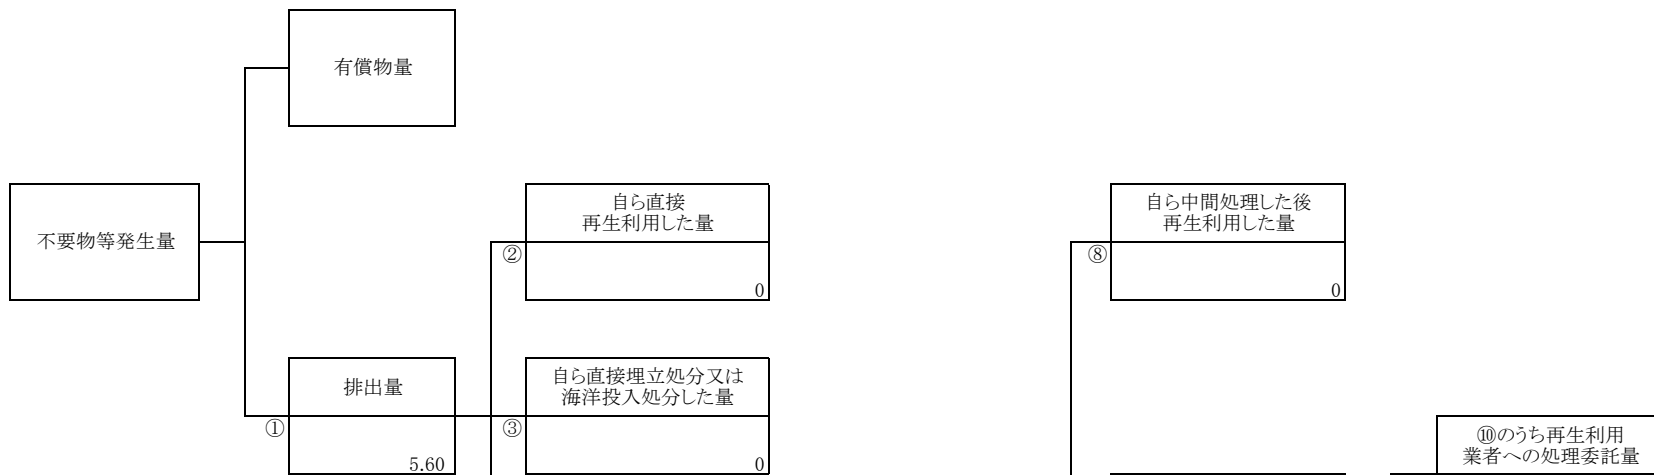 有償物量
不要物等発生量
自ら直接
再生利用した量
②
0
自ら中間処理した後
再生利用した量
⑧
0
排出量
①
5.60
自ら直接埋立処分又は
海洋投入処分した量
③
0
⑩のうち再生利用
業者への処理委託量